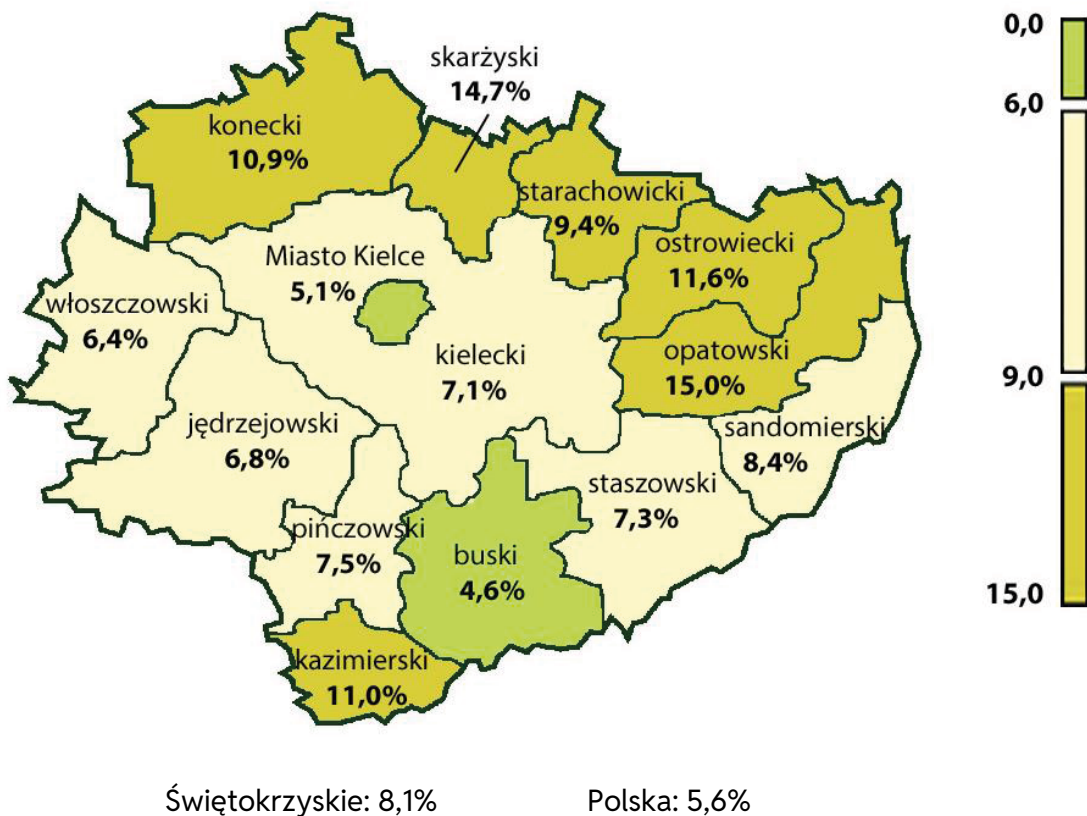 skarżyski
14,7%
konecki
10,9%
starachowicki
9,4%
ostrowiecki
11,6%
Miasto Kielce
5,1%
włoszczowski
6,4%
kielecki
7,1%
opatowski
15,0%
jędrzejowski
6,8%
sandomierski
8,4%
staszowski
7,3%
pińczowski
7,5%
buski
4,6%
kazimierski
11,0%
0,0
6,0
9,0
15,0
Świętokrzyskie: 8,1%
Polska: 5,6%